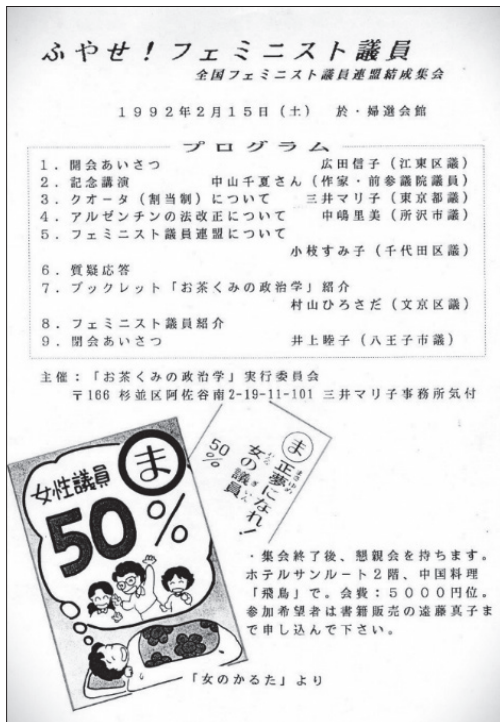 ふやせ！フェミニスト議員
全国フェミニスト議員連盟結成集会
1992年2月15日（土） 於・婦選会館
プログラム
1．開会あいさつ 広田信子（江東区議）
2．記念講演 中山千夏さん（作家・前参議院議員）
3．クオータ（割当制）について 三井マリ子（東京都議）
4．アルゼンチンの法改正について 中嶋里美（所沢市議）
5．フェミニスト議員連盟について
小枝すみ子（千代田区議）
6．質疑応答
7．ブックレット「お茶くみの政治学」紹介
村山ひろさだ（文京区議）
8．フェミニスト議員紹介
9．閉会あいさつ 井上睦子（八王子市議）
主催：「お茶くみの政治学」実行委員会
〒166 杉並区阿佐谷南2-19-11-101 三井マリ子事務所気付
ま
女性議員
50%
ま
正夢になれ！
女の議員
50%
・集会終了後、懇親会を持ちます。
ホテルサンルート2階、中国料理
「飛鳥」で。会費：5000円位。
参加希望者は書籍販売の遠藤真子ま
で申し込んで下さい。
「女のかるた」より